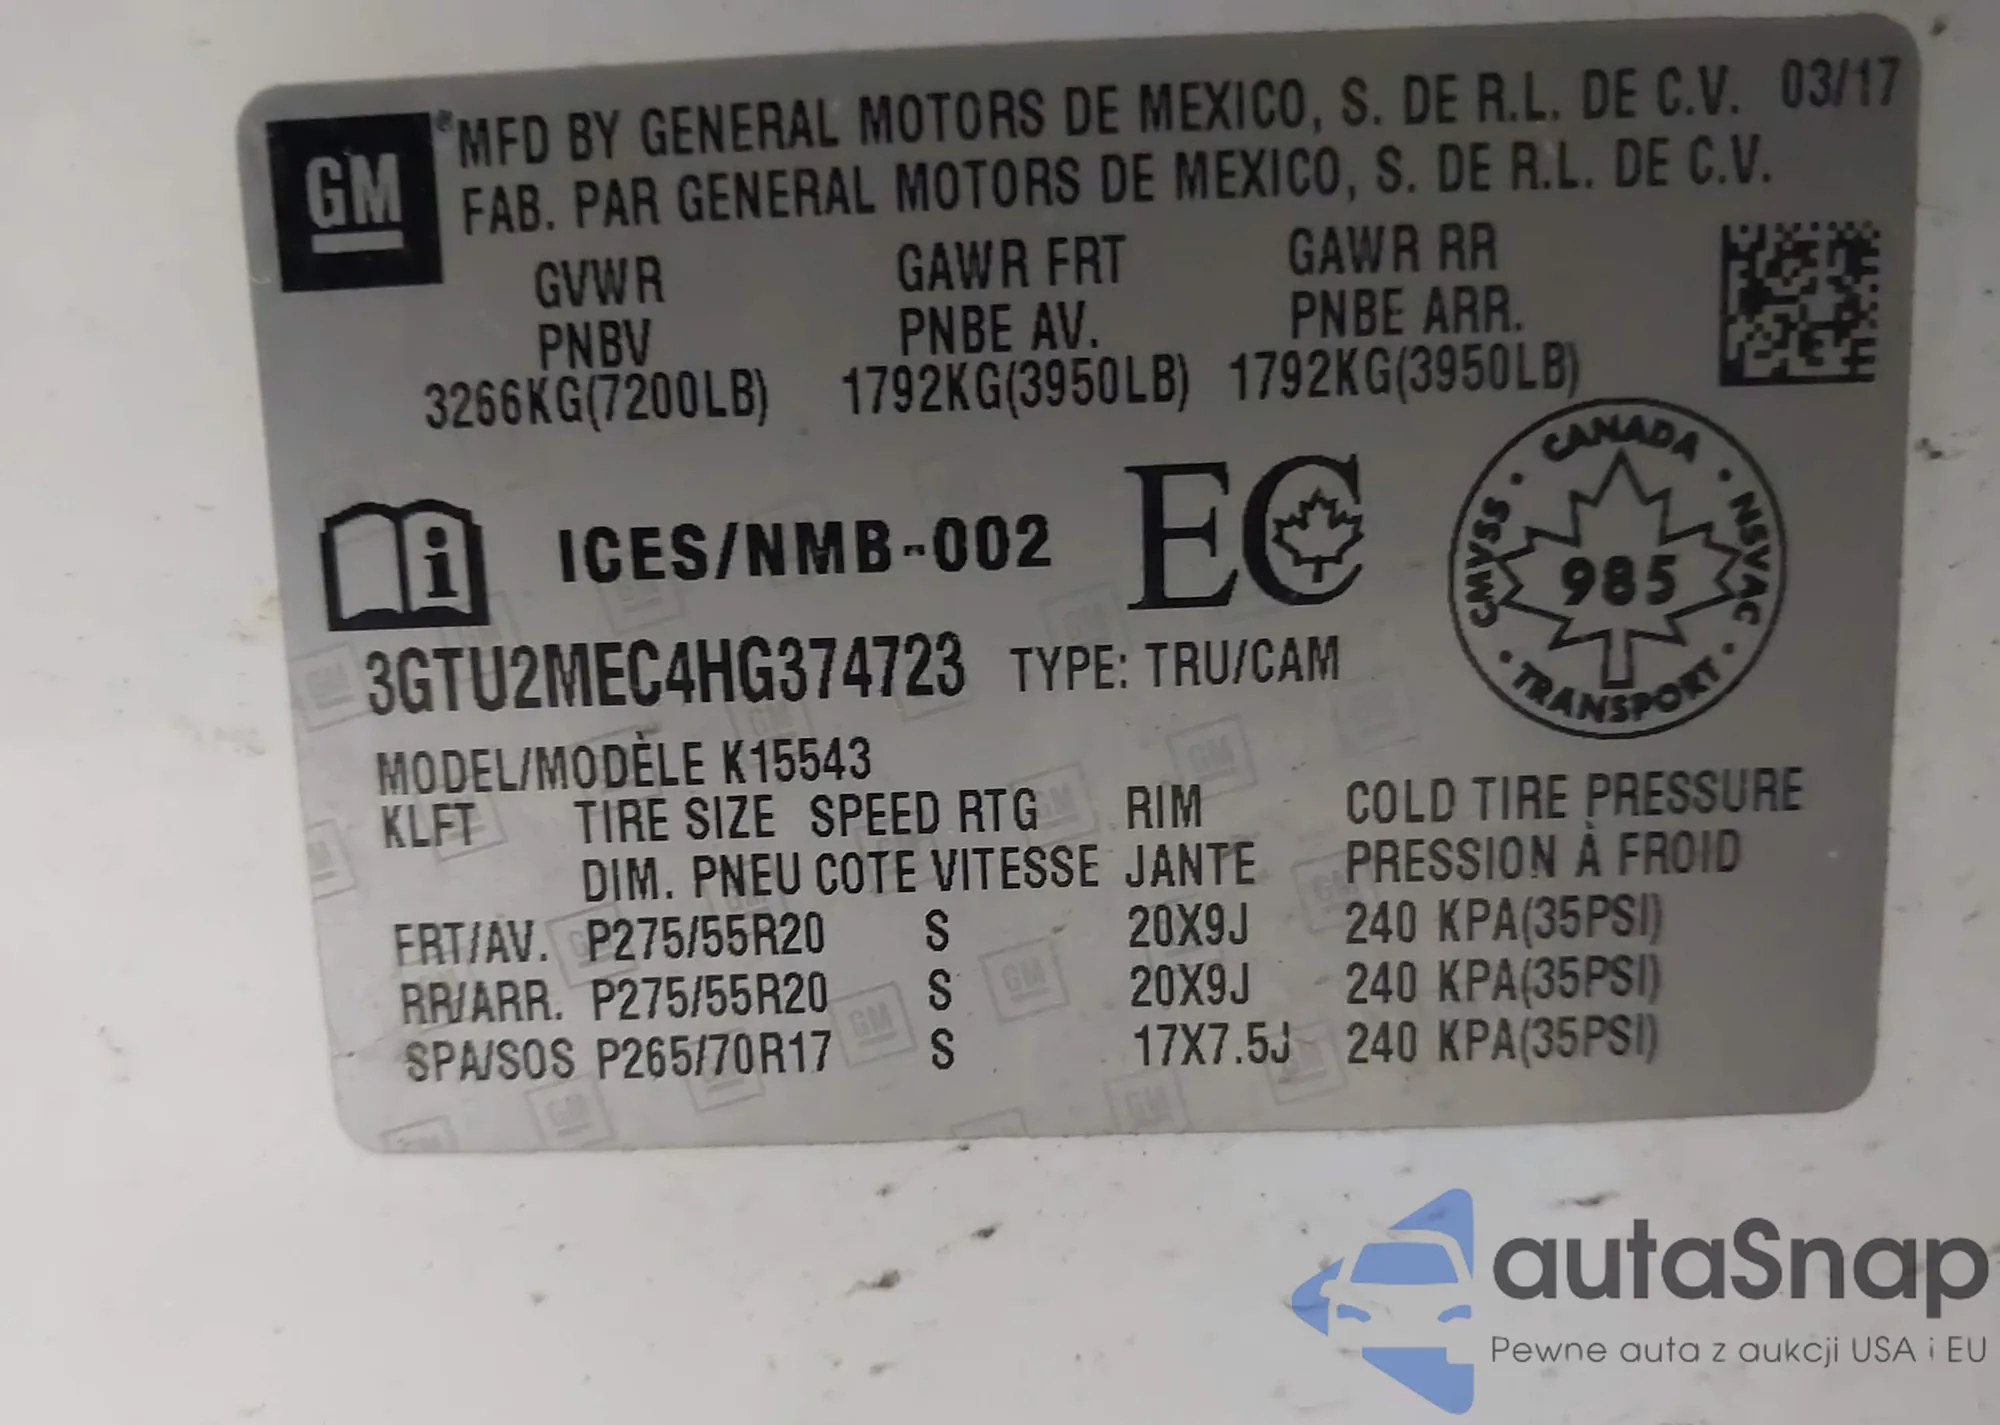 GM
®MFD BY GENERAL MOTORS DE MEXICO, S. DE R.L. DE C.V. 03/17
FAB. PAR GENERAL MOTORS DE MEXICO, S. DE R.L. DE C.V.
GVWR GAWR FRT GAWR RR
PNBV PNBE AV. PNBE ARR.
3266KG(7200LB) 1792KG(3950LB) 1792KG(3950LB)
i ICES/NMB-002 EC
CANADA · NSVAC · TRANSPORT · CMVSS ·
985
3GTU2MEC4HG374723 TYPE: TRU/CAM
MODEL/MODÈLE K15543
KLFT TIRE SIZE SPEED RTG RIM COLD TIRE PRESSURE
DIM. PNEU COTE VITESSE JANTE PRESSION À FROID
FRT/AV. P275/55R20 S 20X9J 240 KPA(35PSI)
RR/ARR. P275/55R20 S 20X9J 240 KPA(35PSI)
SPA/SOS P265/70R17 S 17X7.5J 240 KPA(35PSI)
autaSnap
Pewne auta z aukcji USA i EU